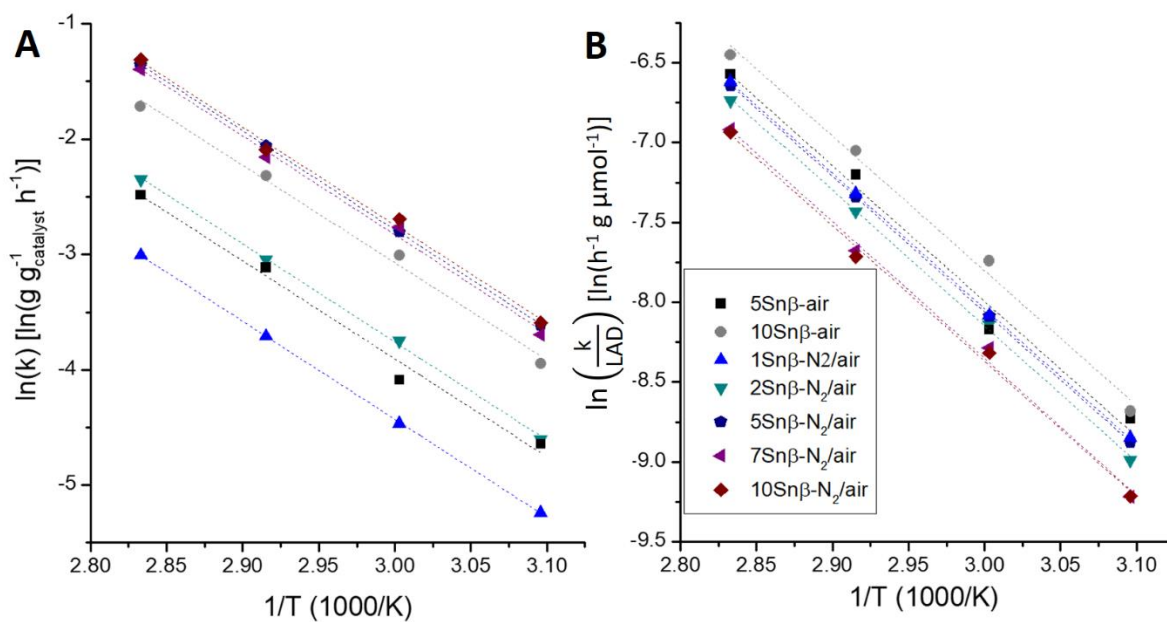 A
ln(k) [ln(g g⁻¹catalyst h⁻¹)]
-1
-2
-3
-4
-5
2.80 2.85 2.90 2.95 3.00 3.05 3.10
1/T (1000/K)
B
ln (k/LAD) [ln(h⁻¹ g μmol⁻¹)]
-6.5
-7.0
-7.5
-8.0
-8.5
-9.0
-9.5
5Snβ-air
10Snβ-air
1Snβ-N2/air
2Snβ-N₂/air
5Snβ-N₂/air
7Snβ-N₂/air
10Snβ-N₂/air
2.80 2.85 2.90 2.95 3.00 3.05 3.10
1/T (1000/K)